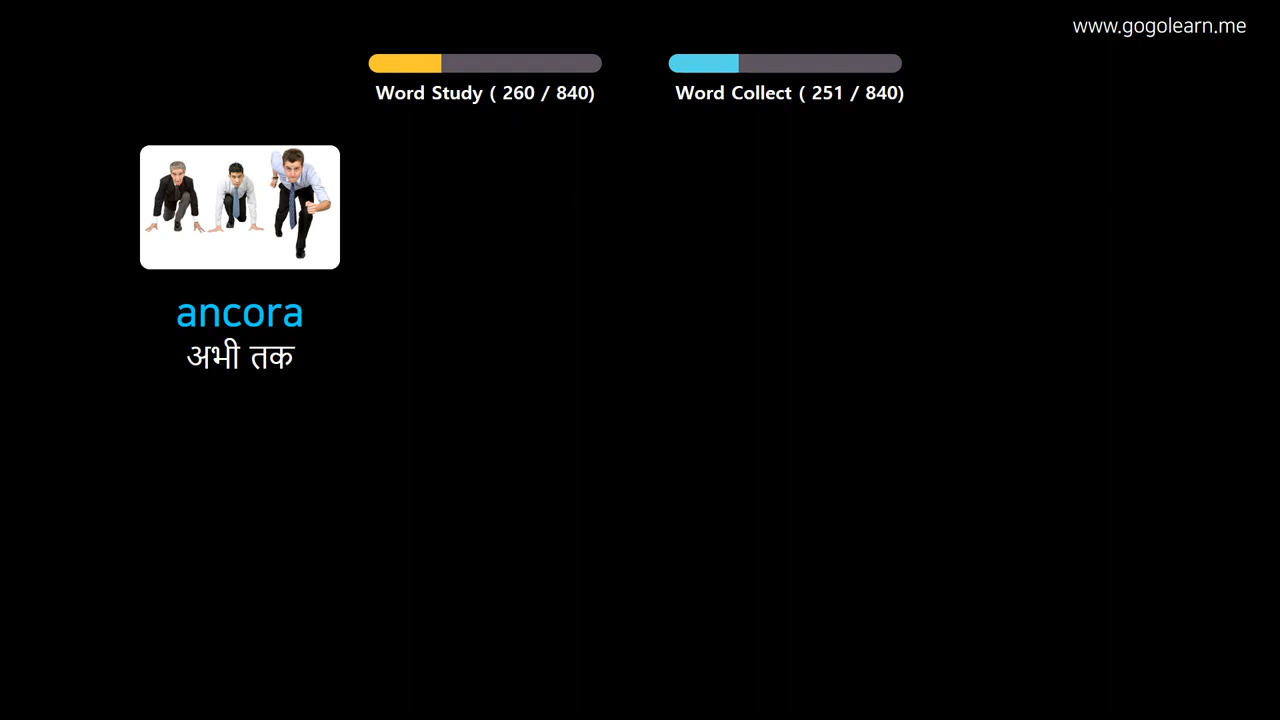 www.gogolearn.me
Word Study ( 260 / 840)
Word Collect ( 251 / 840)
ancora
अभी तक